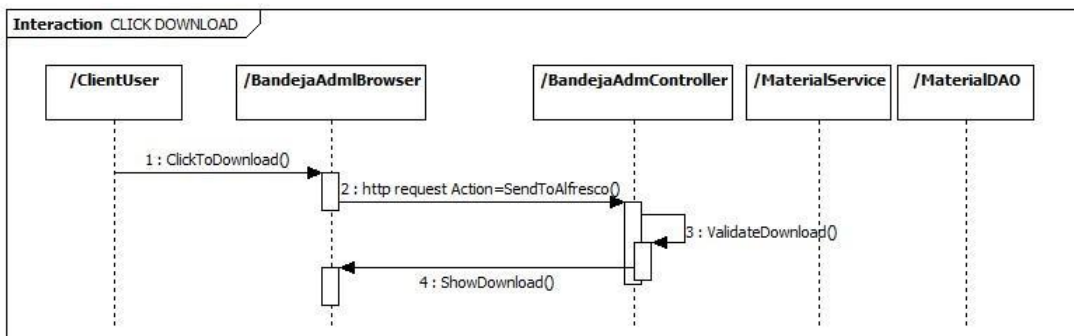 Interaction CLICK DOWNLOAD
/ClientUser
/BandejaAdmlBrowser
/BandejaAdmController
/MaterialService
/MaterialDAO
1 : ClickToDownload()
2 : http request Action=SendToAlfresco()
3 : ValidateDownload()
4 : ShowDownload()